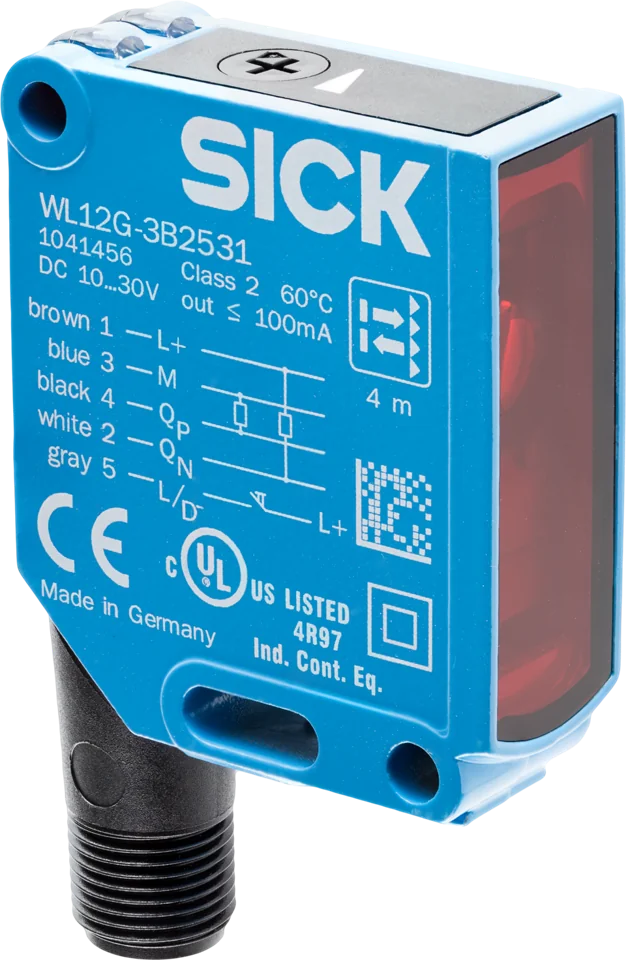 SICK
WL12G-3B2531
1041456
DC 10...30V
Class 2 60°C
out ≤ 100mA
4 m
brown 1 L+
blue 3 M
black 4 QP
white 2 QN
gray 5 L/D L+
CE
C UL US LISTED
4R97
Ind. Cont. Eq.
Made in Germany